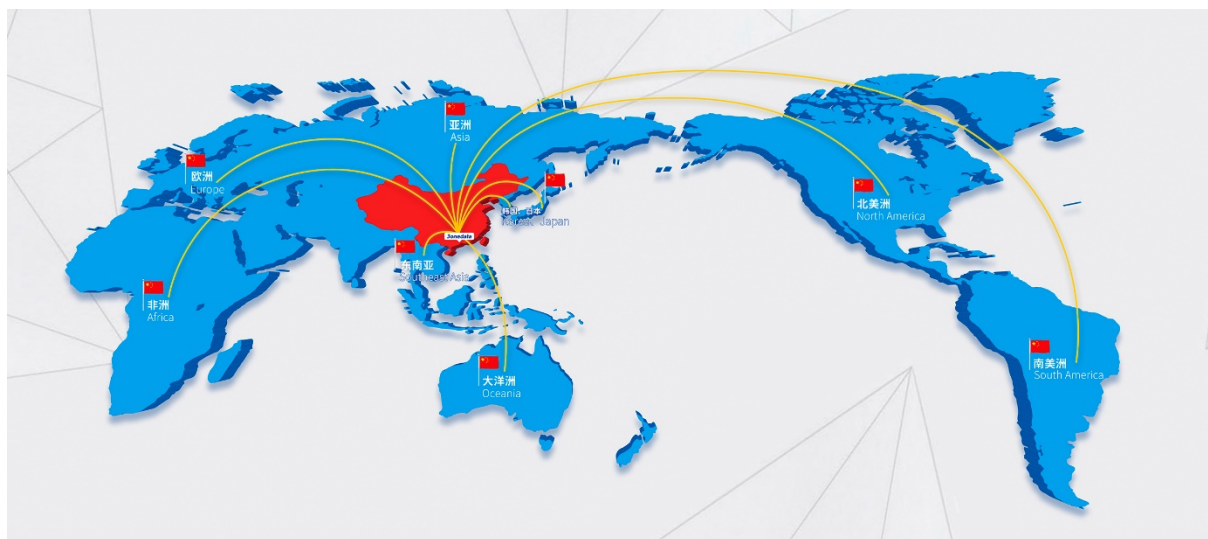 亚洲
Asia
欧洲
Europe
韩国、日本
Korea、Japan
北美洲
North America
3onedata
东南亚
Southeast Asia
非洲
Africa
大洋洲
Oceania
南美洲
South America